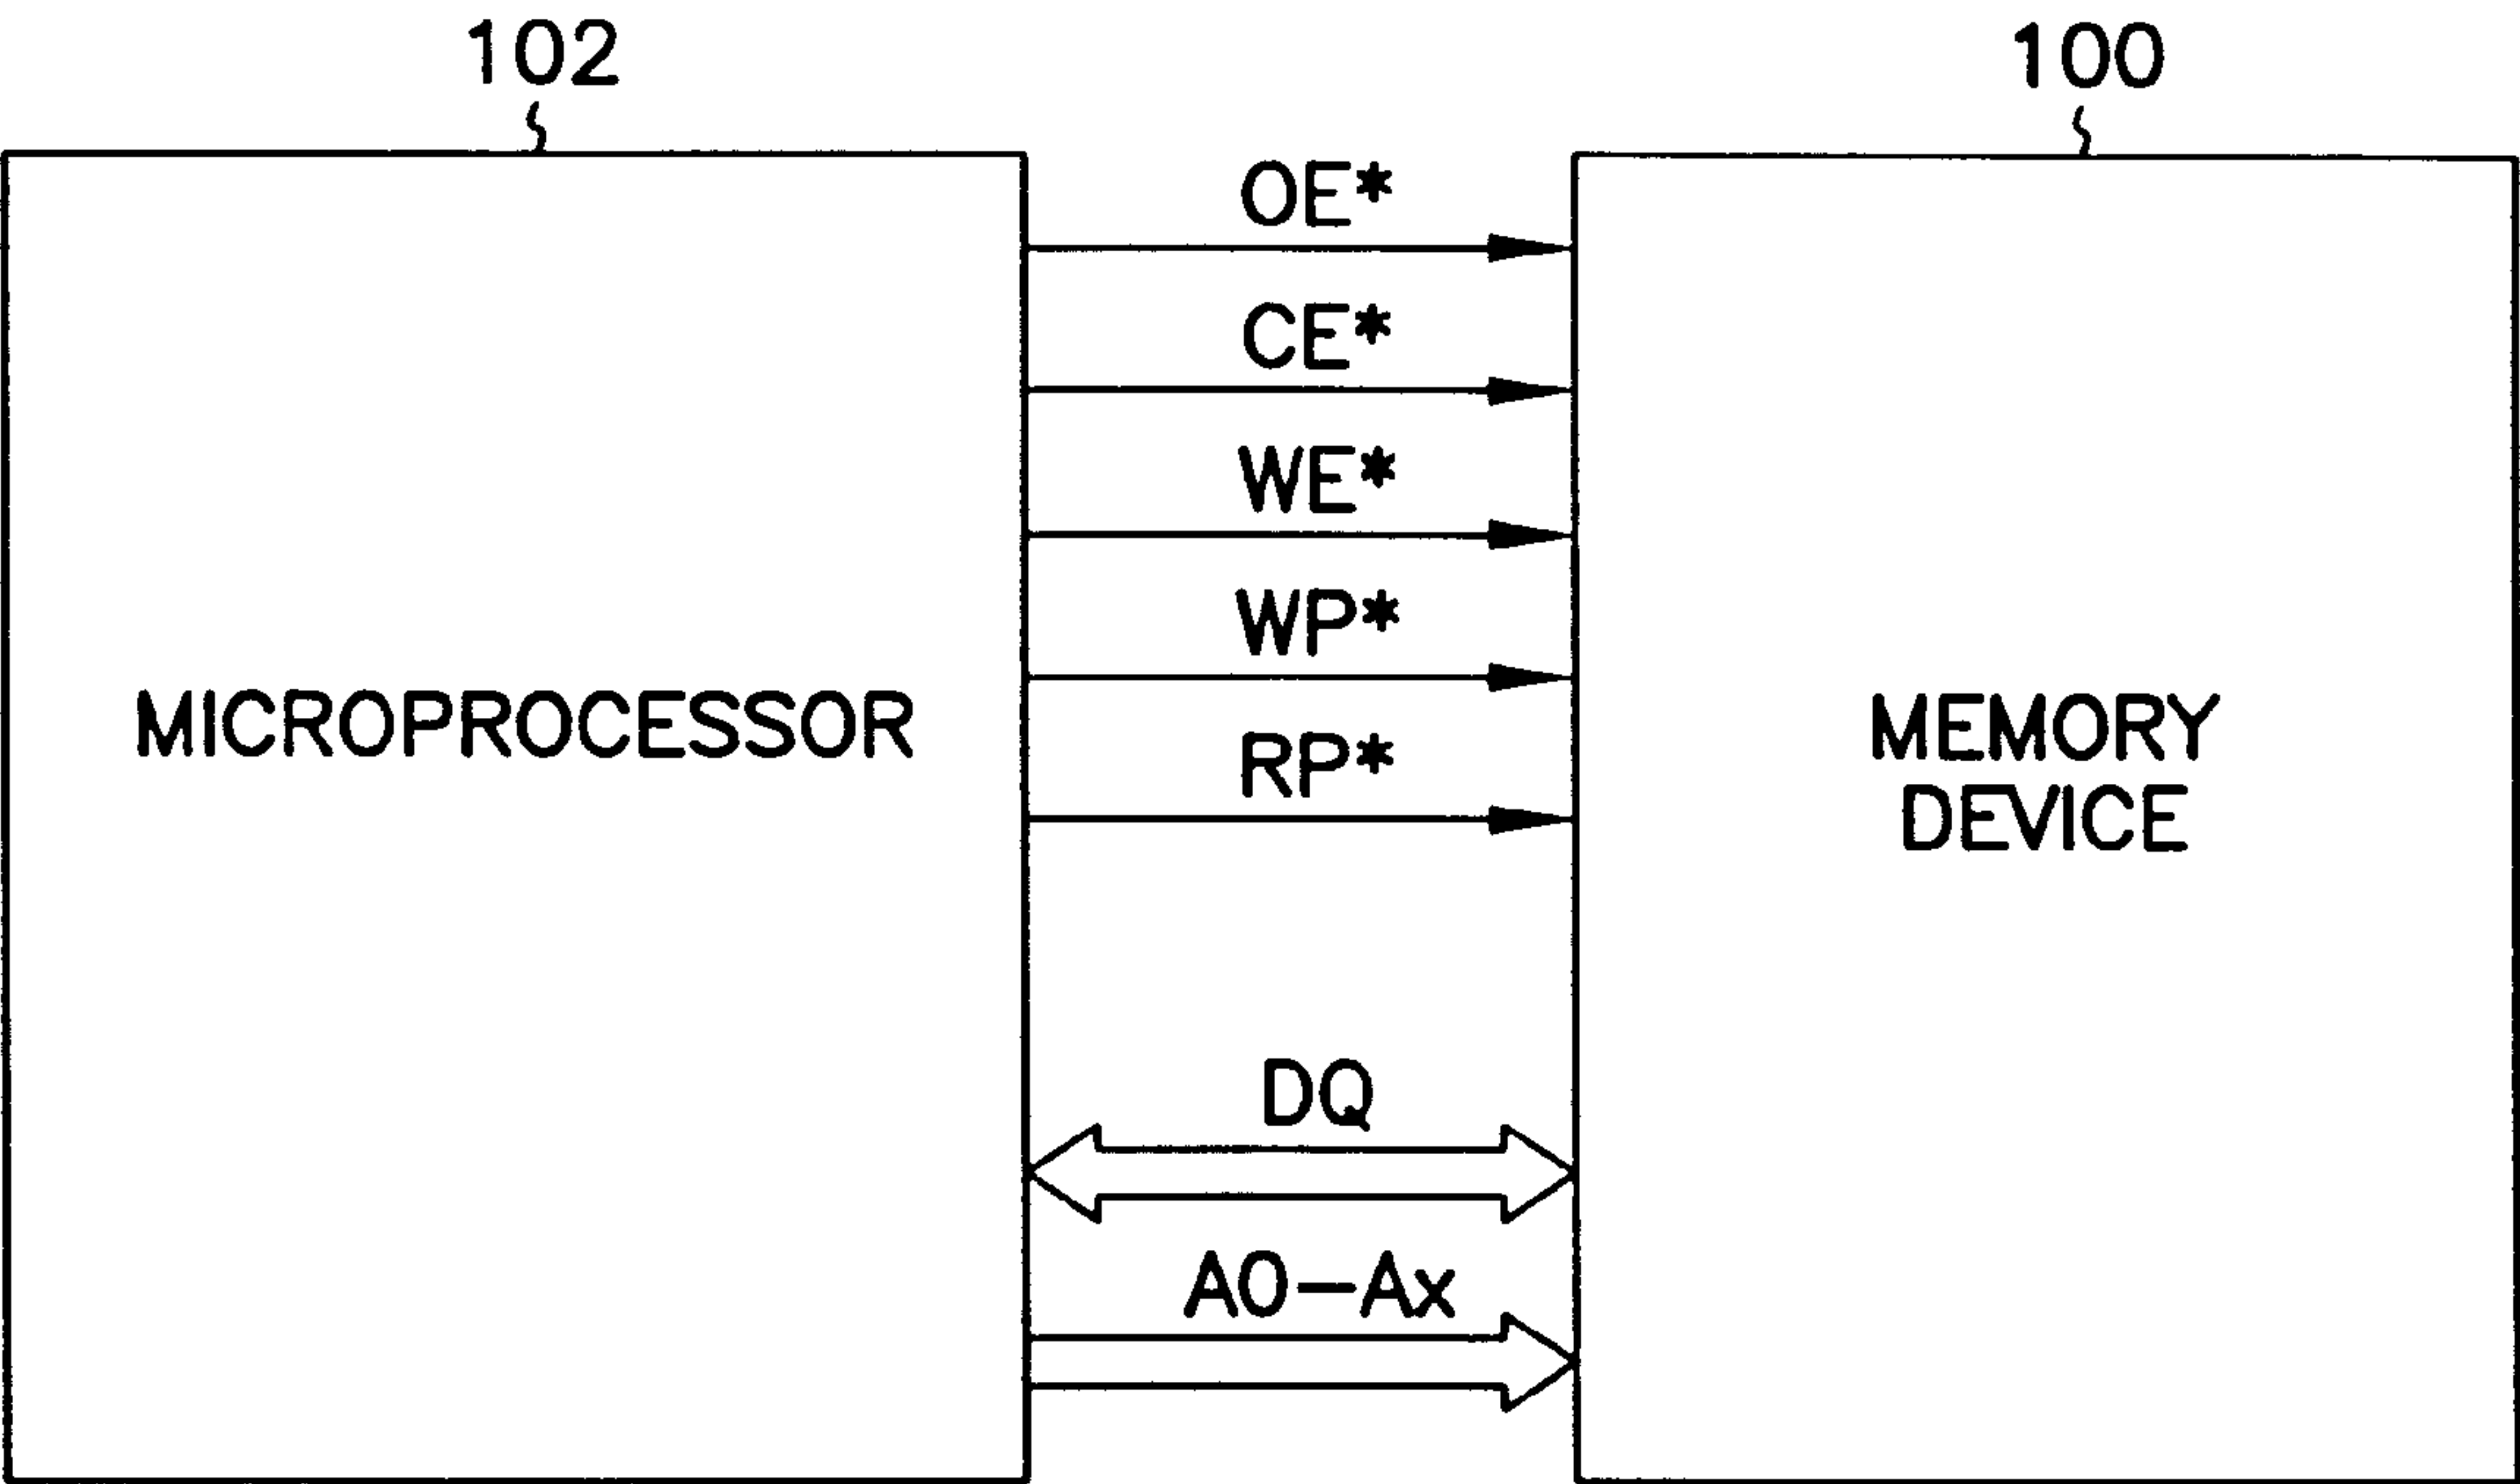 102
100
OE*
CE*
WE*
WP*
RP*
MICROPROCESSOR
MEMORY
DEVICE
DQ
A0-Ax